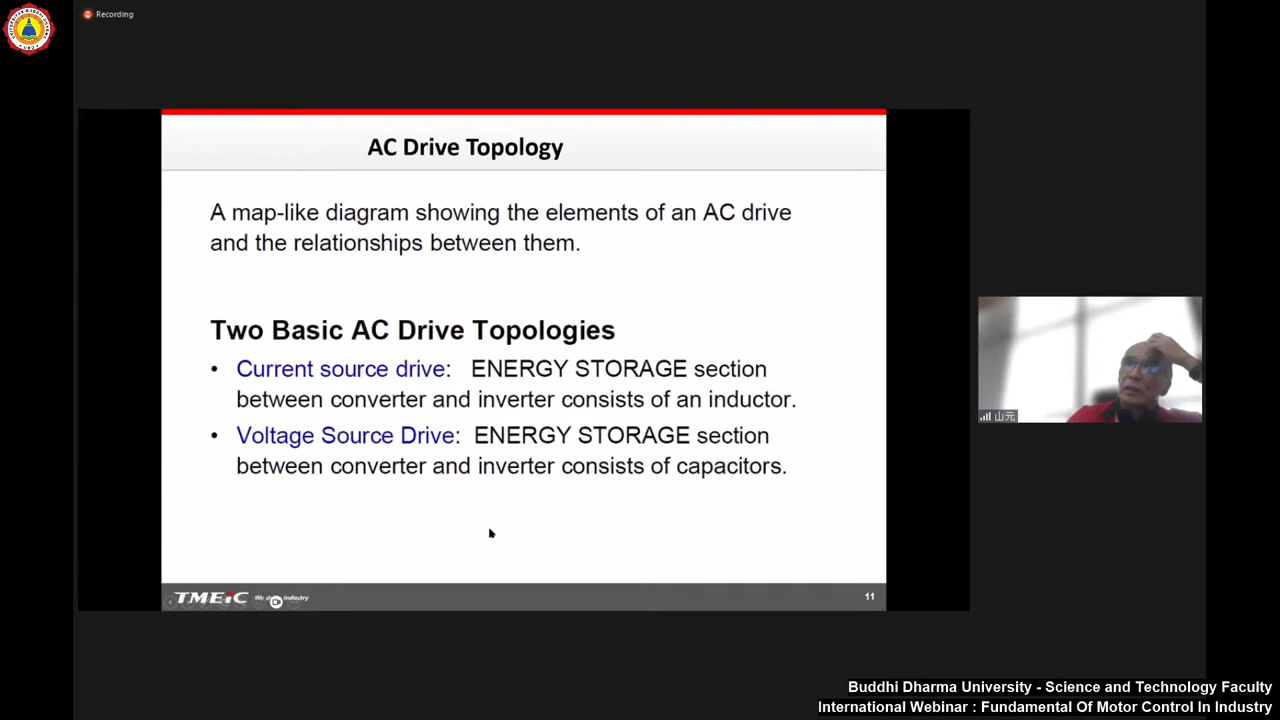 Recording
AC Drive Topology
A map-like diagram showing the elements of an AC drive
and the relationships between them.
Two Basic AC Drive Topologies
• Current source drive: ENERGY STORAGE section
between converter and inverter consists of an inductor.
• Voltage Source Drive: ENERGY STORAGE section
between converter and inverter consists of capacitors.
山元
TMEiC
11
Buddhi Dharma University - Science and Technology Faculty
International Webinar : Fundamental Of Motor Control In Industry